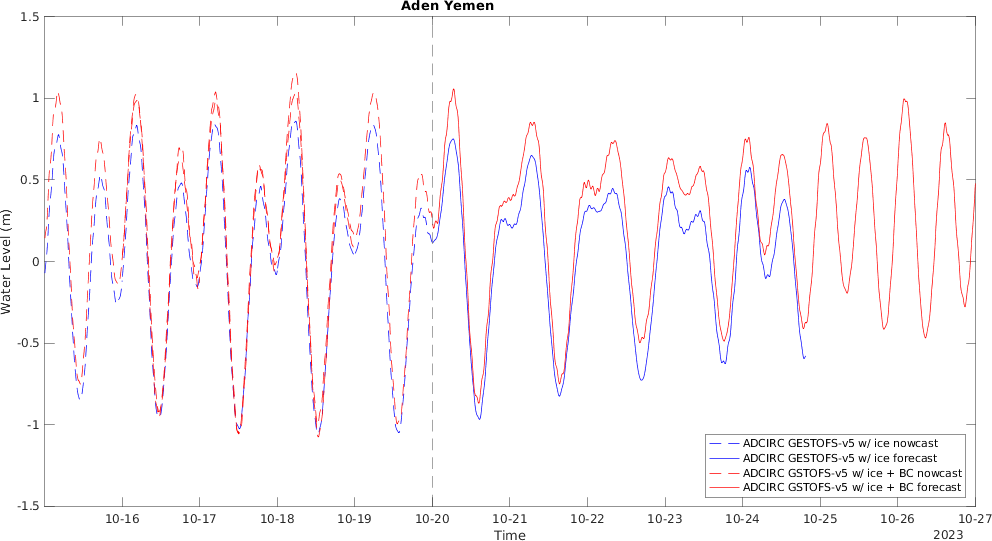 Aden Yemen
1.5
1
0.5
0
-0.5
-1
-1.5
Water Level (m)
10-16 10-17 10-18 10-19 10-20 10-21 10-22 10-23 10-24 10-25 10-26 10-27
Time
2023
ADCIRC GESTOFS-v5 w/ ice nowcast
ADCIRC GESTOFS-v5 w/ ice forecast
ADCIRC GSTOFS-v5 w/ ice + BC nowcast
ADCIRC GSTOFS-v5 w/ ice + BC forecast